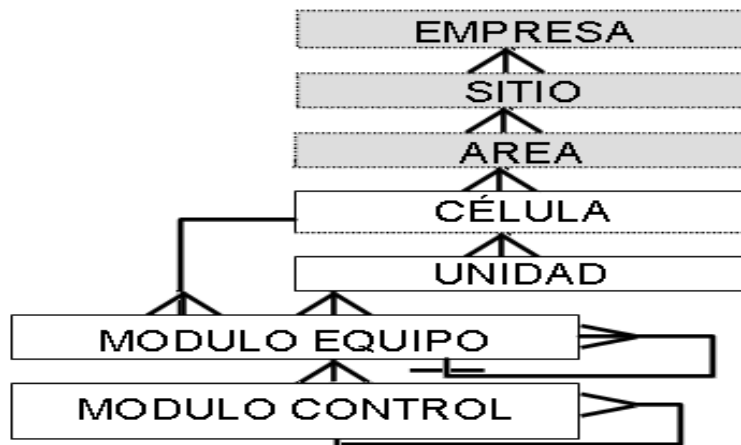 EMPRESA
SITIO
AREA
CÉLULA
UNIDAD
MODULO EQUIPO
MODULO CONTROL